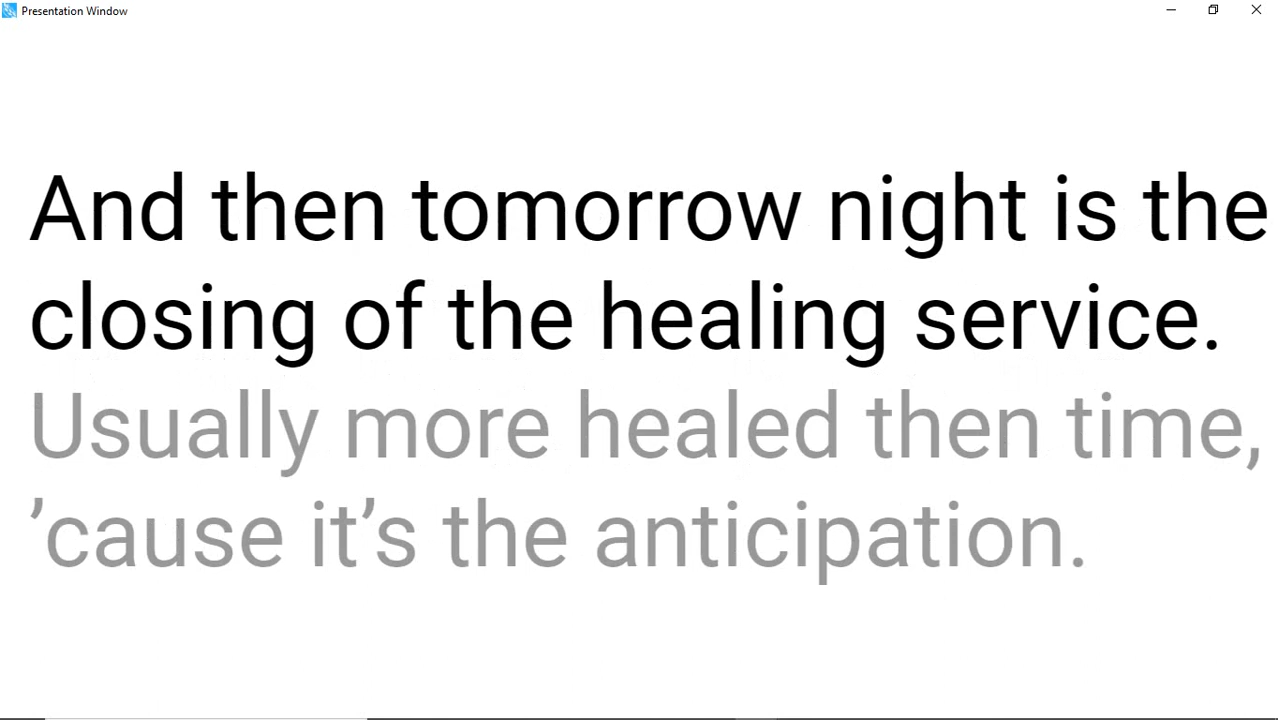 Presentation Window
And then tomorrow night is the
closing of the healing service.
Usually more healed then time,
’cause it’s the anticipation.